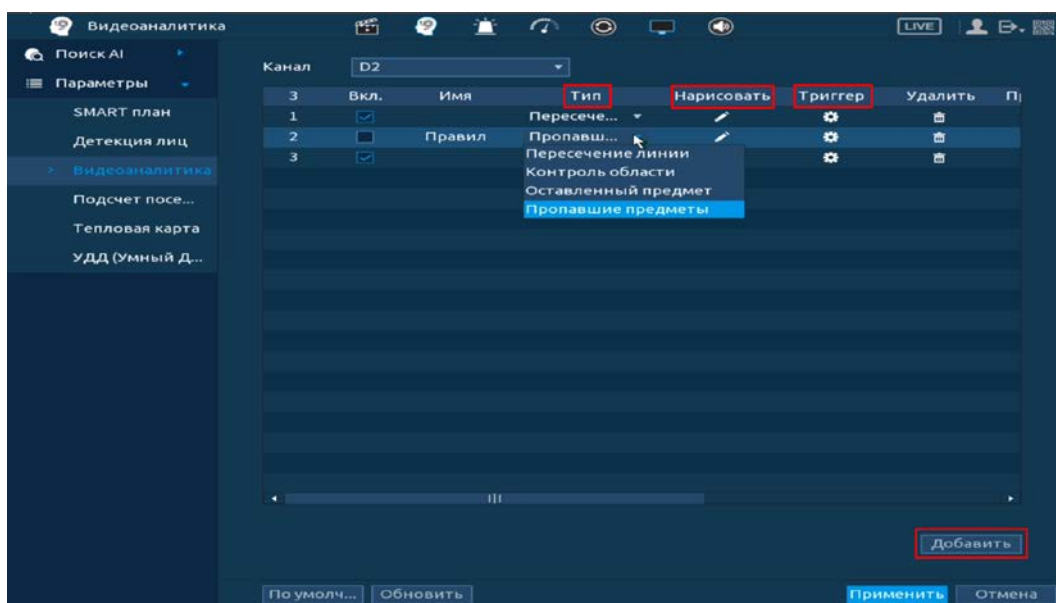 Видеоаналитика LIVE
Поиск AI
Параметры
SMART план
Детекция лиц
Видеоаналитика
Подсчет посе...
Тепловая карта
УДД (Умный Д...
Канал D2
3 Вкл. Имя Тип Нарисовать Триггер Удалить
1 Пересече...
2 Правил Пропавш...
3
Пересечение линии
Контроль области
Оставленный предмет
Пропавшие предметы
Добавить
По умолч... Обновить Применить Отмена